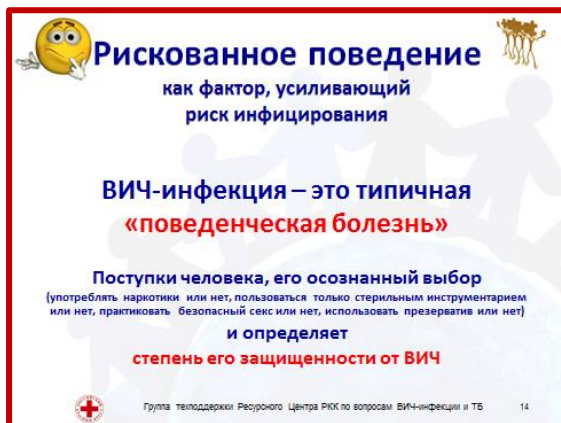 Рискованное поведение
как фактор, усиливающий
риск инфицирования
ВИЧ-инфекция – это типичная
«поведенческая болезнь»
Поступки человека, его осознанный выбор
(употреблять наркотики или нет, пользоваться только стерильным инструментарием
или нет, практиковать безопасный секс или нет, использовать презерватив или нет)
и определяет
степень его защищенности от ВИЧ
Группа техподдержки Ресурсного Центра РКК по вопросам ВИЧ-инфекции и ТБ 14